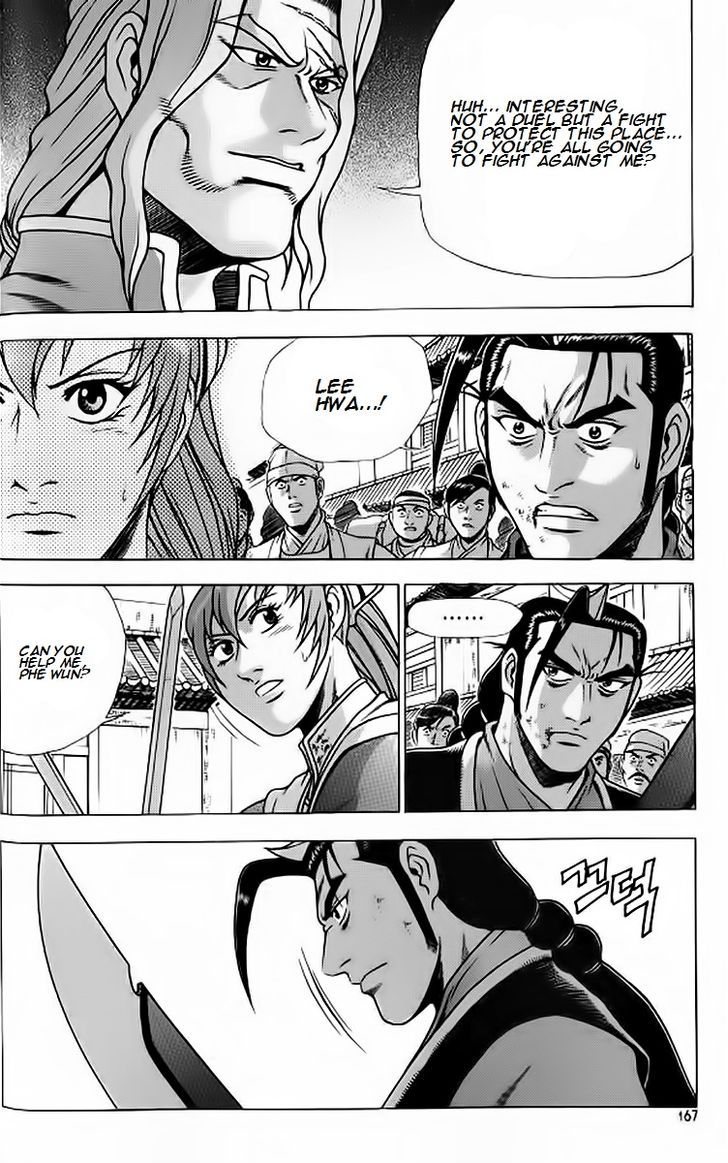 HUH... INTERESTING,
NOT A DUEL BUT A FIGHT
TO PROTECT THIS PLACE...
SO, YOU'RE ALL GOING
TO FIGHT AGAINST ME?
LEE
HWA...!
CAN YOU
HELP ME,
PHE WUN?
......
끄덕
167